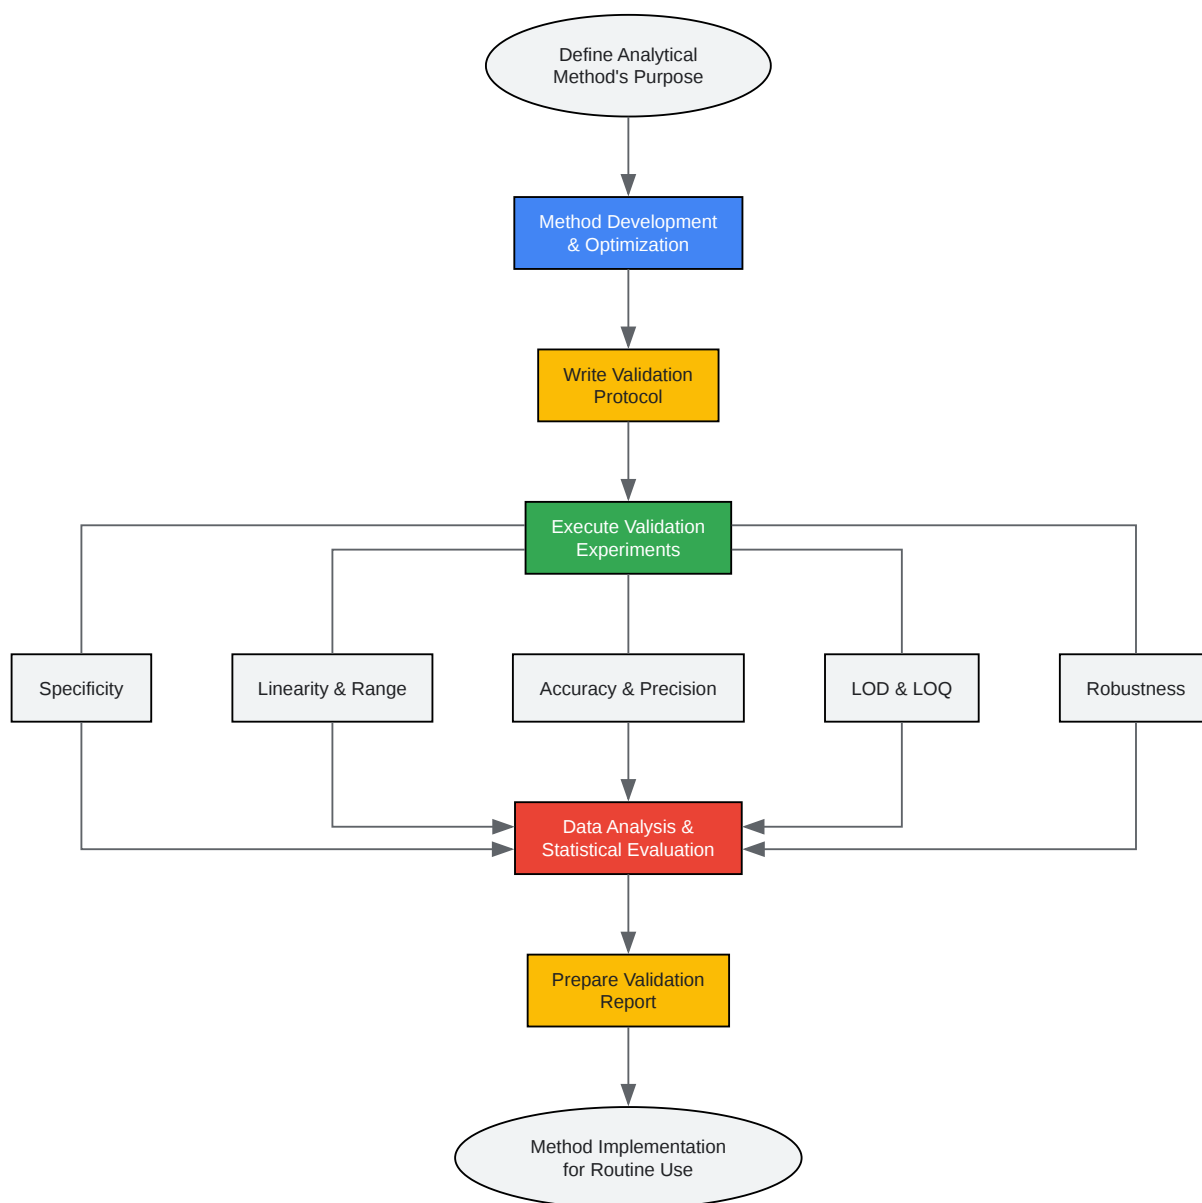 Define Analytical
Method's Purpose
Method Development
& Optimization
Write Validation
Protocol
Execute Validation
Experiments
Specificity
Linearity & Range
Accuracy & Precision
LOD & LOQ
Robustness
Data Analysis &
Statistical Evaluation
Prepare Validation
Report
Method Implementation
for Routine Use